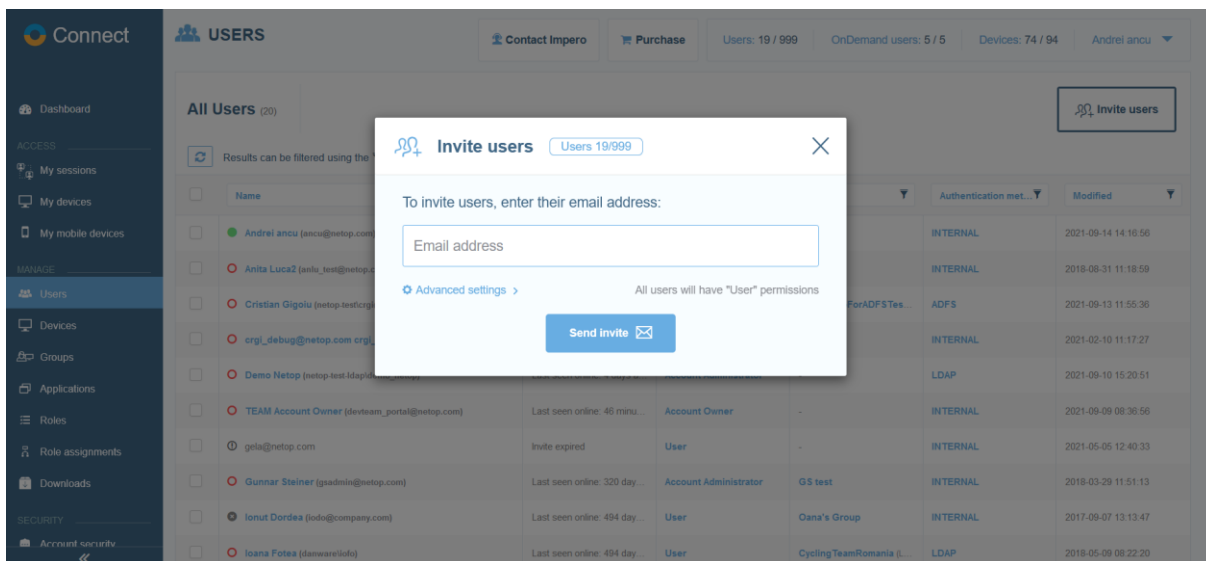 Connect
USERS
Contact Impero
Purchase
Users: 19 / 999
OnDemand users: 5 / 5
Devices: 74 / 94
Andrei ancu
Dashboard
ACCESS
My sessions
My devices
My mobile devices
MANAGE
Users
Devices
Groups
Applications
Roles
Role assignments
Downloads
SECURITY
Account security
All Users (20)
Invite users
Results can be filtered using the
Name
Authentication met...
Modified
Andrei ancu (ancu@netop.com
INTERNAL
2021-09-14 14:16:56
Anita Luca2 (anlu_test@netop.c
INTERNAL
2018-08-31 11:18:59
Cristian Gigoiu
ForADFSTes...
ADFS
2021-09-13 11:55:36
crgi_debug@netop.com crgi_
INTERNAL
2021-02-10 11:17:27
Demo Netop
LDAP
2021-09-10 15:20:51
TEAM Account Owner (devteam_portal@netop.com)
Last seen online: 46 minu...
Account Owner
-
INTERNAL
2021-09-09 08:36:56
gela@netop.com
Invite expired
User
-
INTERNAL
2021-05-05 12:40:33
Gunnar Steiner (gsadmin@netop.com)
Last seen online: 320 day...
Account Administrator
GS test
INTERNAL
2018-03-29 11:51:13
Ionut Dordea (iodo@company.com)
Last seen online: 494 day...
User
Oana's Group
INTERNAL
2017-09-07 13:13:47
Ioana Fotea (danware\iofo)
Last seen online: 494 day...
User
CyclingTeamRomania (L...
LDAP
2018-05-09 08:22:20
Invite users
Users 19/999
To invite users, enter their email address:
Email address
Advanced settings >
All users will have "User" permissions
Send invite